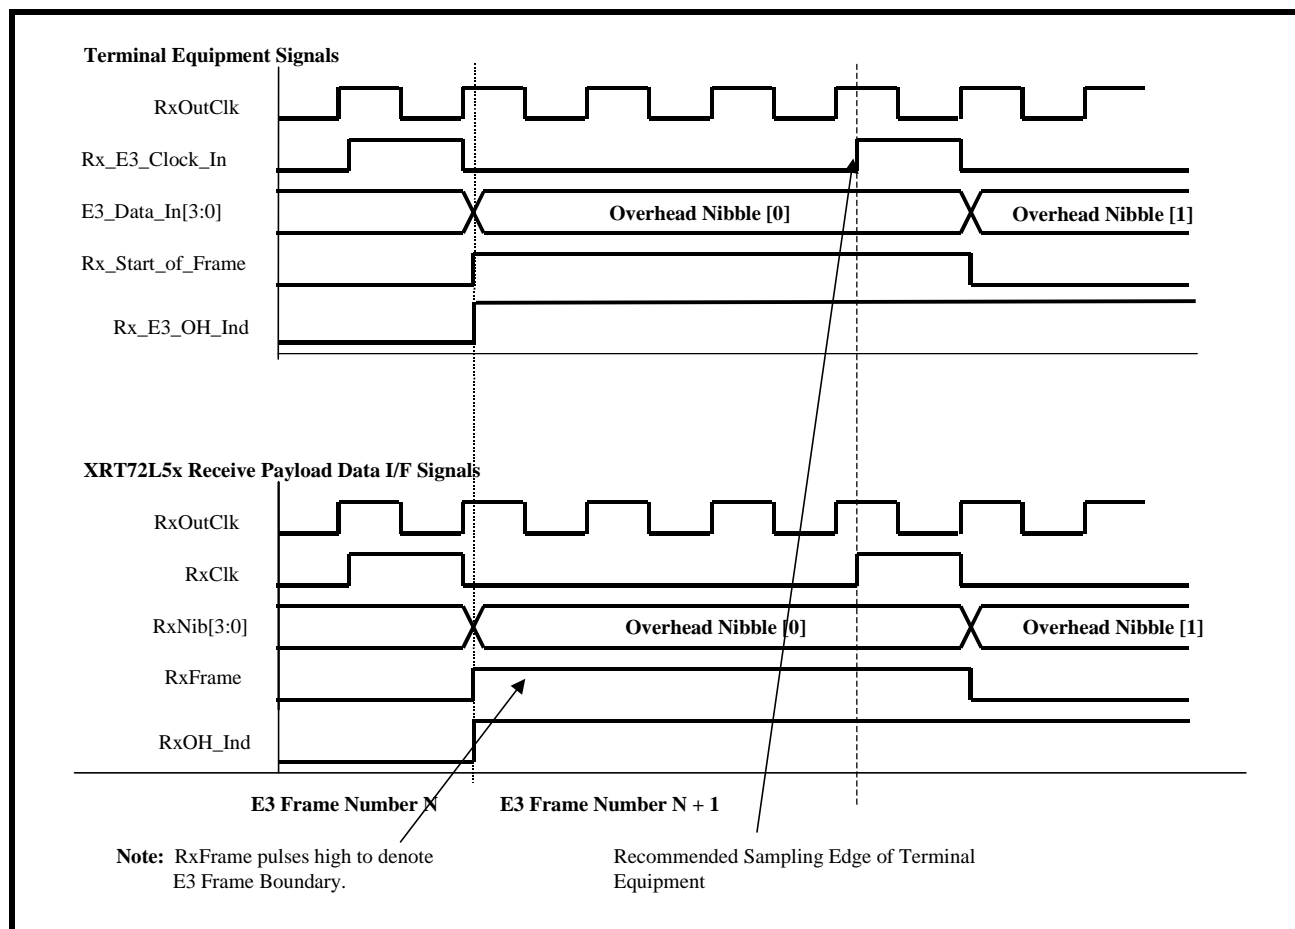 Terminal Equipment Signals
RxOutClk
Rx_E3_Clock_In
E3_Data_In[3:0]
Overhead Nibble [0]
Overhead Nibble [1]
Rx_Start_of_Frame
Rx_E3_OH_Ind
XRT72L5x Receive Payload Data I/F Signals
RxOutClk
RxClk
RxNib[3:0]
Overhead Nibble [0]
Overhead Nibble [1]
RxFrame
RxOH_Ind
E3 Frame Number N
E3 Frame Number N + 1
Note: RxFrame pulses high to denote
E3 Frame Boundary.
Recommended Sampling Edge of Terminal
Equipment